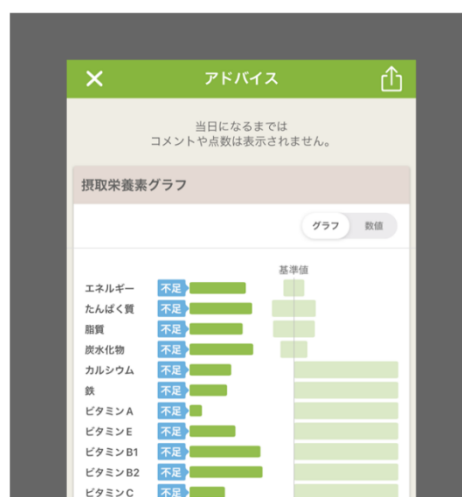 アドバイス
当日になるまでは
コメントや点数は表示されません。
摂取栄養素グラフ
グラフ 数値
基準値
エネルギー 不足
たんぱく質 不足
脂質 不足
炭水化物 不足
カルシウム 不足
鉄 不足
ビタミンA 不足
ビタミンE 不足
ビタミンB1 不足
ビタミンB2 不足
ビタミンC 不足